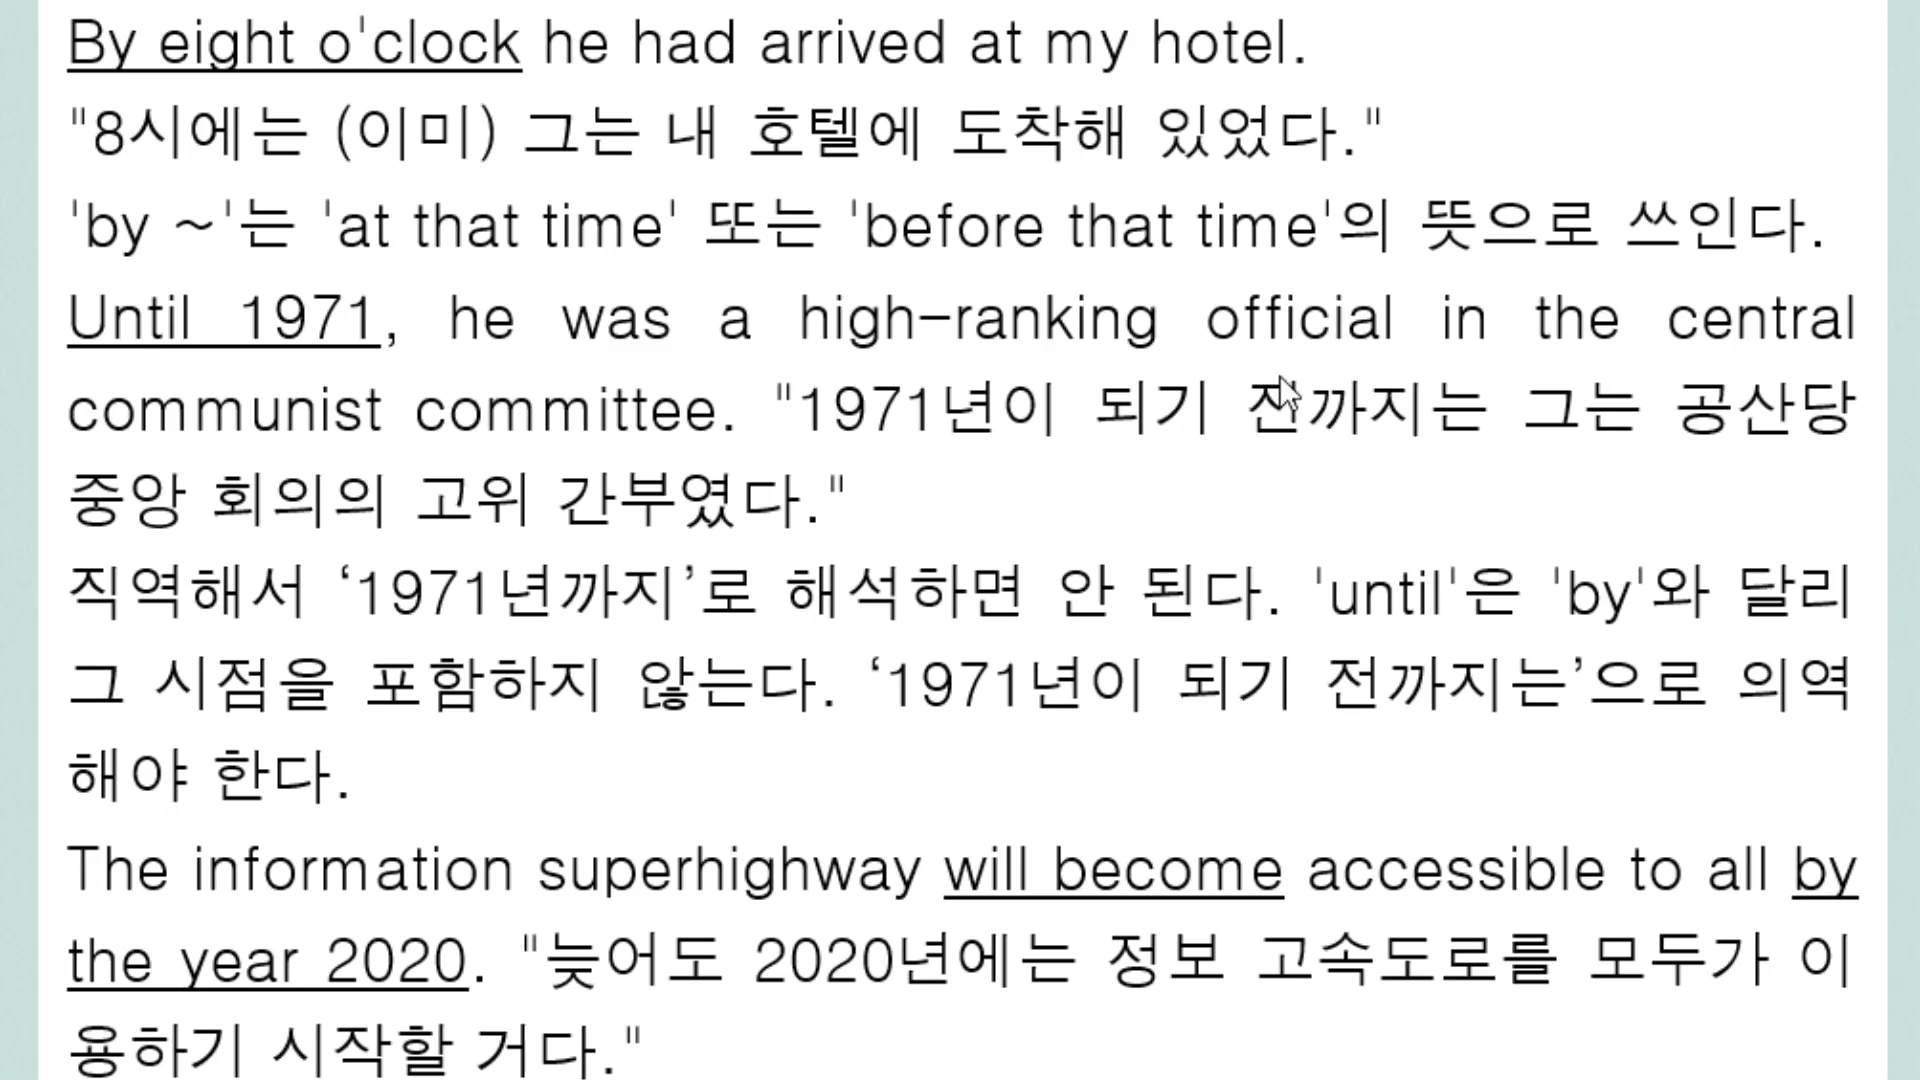 By eight o'clock he had arrived at my hotel.
"8시에는 (이미) 그는 내 호텔에 도착해 있었다."
'by ~'는 'at that time' 또는 'before that time'의 뜻으로 쓰인다.
Until 1971, he was a high-ranking official in the central
communist committee. "1971년이 되기 전까지는 그는 공산당
중앙 회의의 고위 간부였다."
직역해서 ‘1971년까지’로 해석하면 안 된다. 'until'은 'by'와 달리
그 시점을 포함하지 않는다. ‘1971년이 되기 전까지는’으로 의역
해야 한다.
The information superhighway will become accessible to all by
the year 2020. "늦어도 2020년에는 정보 고속도로를 모두가 이
용하기 시작할 거다."